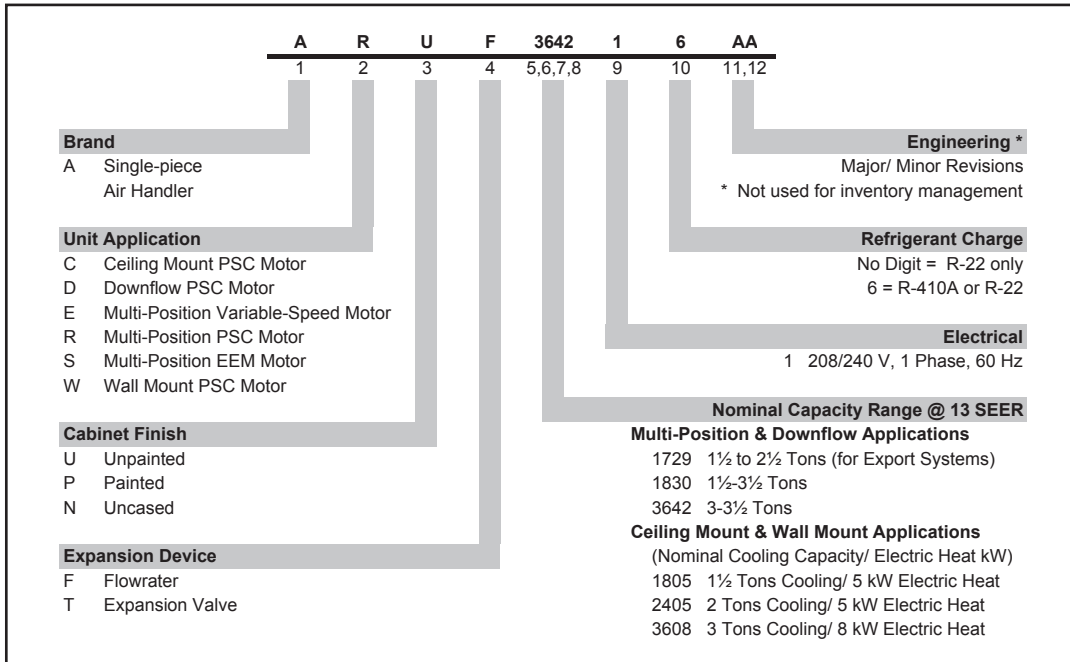 A R U F 3642 1 6 AA
1 2 3 4 5,6,7,8 9 10 11,12
Brand
A Single-piece
Air Handler
Unit Application
C Ceiling Mount PSC Motor
D Downflow PSC Motor
E Multi-Position Variable-Speed Motor
R Multi-Position PSC Motor
S Multi-Position EEM Motor
W Wall Mount PSC Motor
Cabinet Finish
U Unpainted
P Painted
N Uncased
Expansion Device
F Flowrater
T Expansion Valve
Engineering *
Major/ Minor Revisions
* Not used for inventory management
Refrigerant Charge
No Digit = R-22 only
6 = R-410A or R-22
Electrical
1 208/240 V, 1 Phase, 60 Hz
Nominal Capacity Range @ 13 SEER
Multi-Position & Downflow Applications
1729 1½ to 2½ Tons (for Export Systems)
1830 1½-3½ Tons
3642 3-3½ Tons
Ceiling Mount & Wall Mount Applications
(Nominal Cooling Capacity/ Electric Heat kW)
1805 1½ Tons Cooling/ 5 kW Electric Heat
2405 2 Tons Cooling/ 5 kW Electric Heat
3608 3 Tons Cooling/ 8 kW Electric Heat